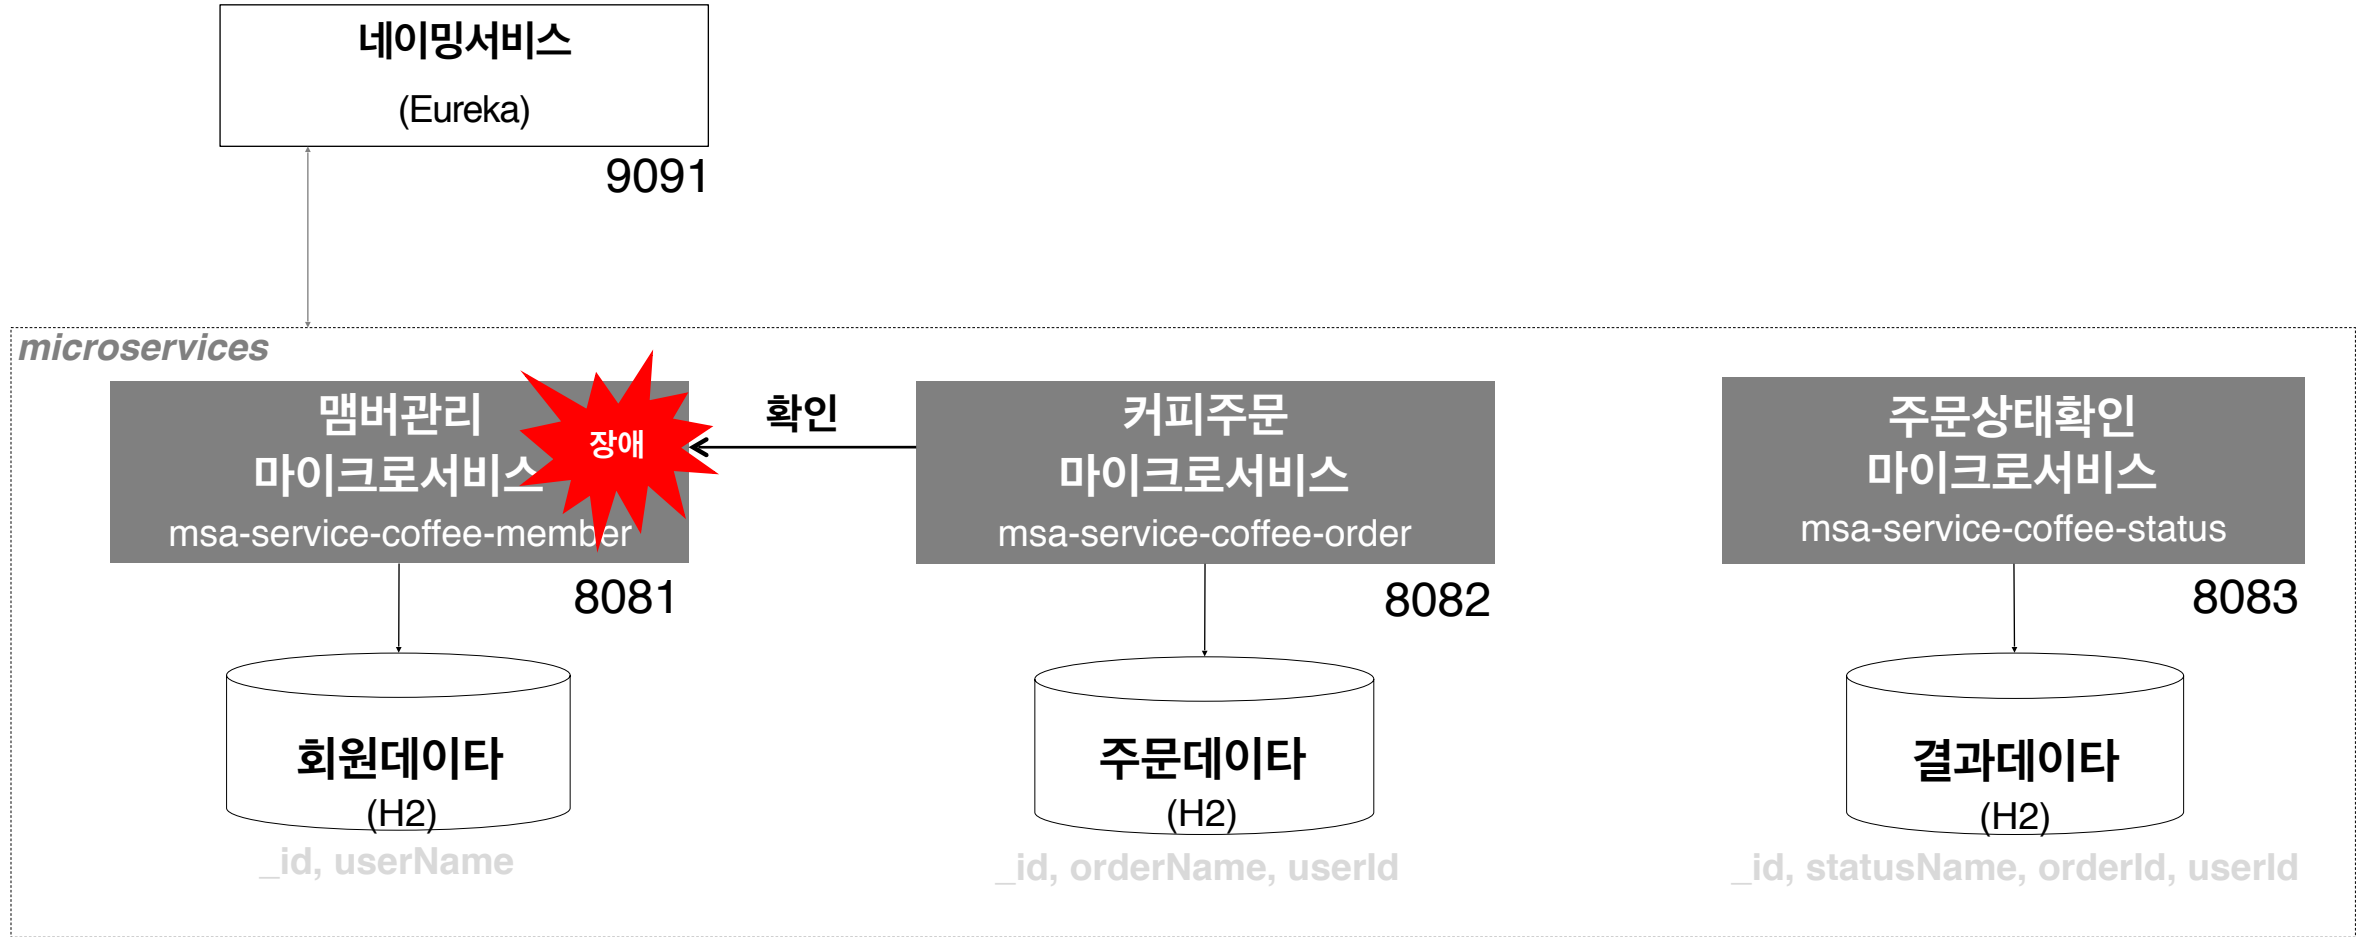 네이밍서비스
(Eureka)
9091
microservices
맴버관리
마이크로서비스
msa-service-coffee-member
장애
8081
확인
커피주문
마이크로서비스
msa-service-coffee-order
8082
주문상태확인
마이크로서비스
msa-service-coffee-status
8083
회원데이타
(H2)
_id, userName
주문데이타
(H2)
_id, orderName, userId
결과데이타
(H2)
_id, statusName, orderId, userId